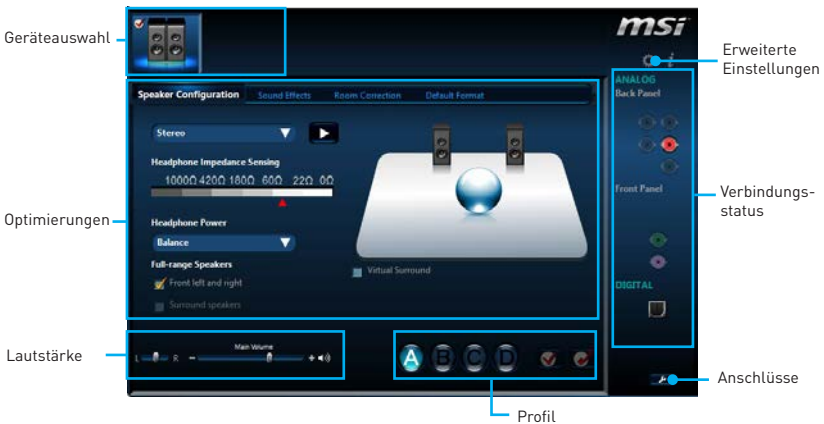 Geräteauswahl
msi
Erweiterte
Einstellungen
ANALOG
Back Panel
Speaker Configuration
Sound Effects
Room Correction
Default Format
Stereo
Headphone Impedance Sensing
1000Ω 420Ω 180Ω 60Ω 22Ω 0Ω
Front Panel
Verbindungs-
status
Optimierungen
Headphone Power
Balance
Full-range Speakers
Front left and right
Surround speakers
Virtual Surround
DIGITAL
Lautstärke
Main Volume
L R - +
A B C D
Anschlüsse
Profil